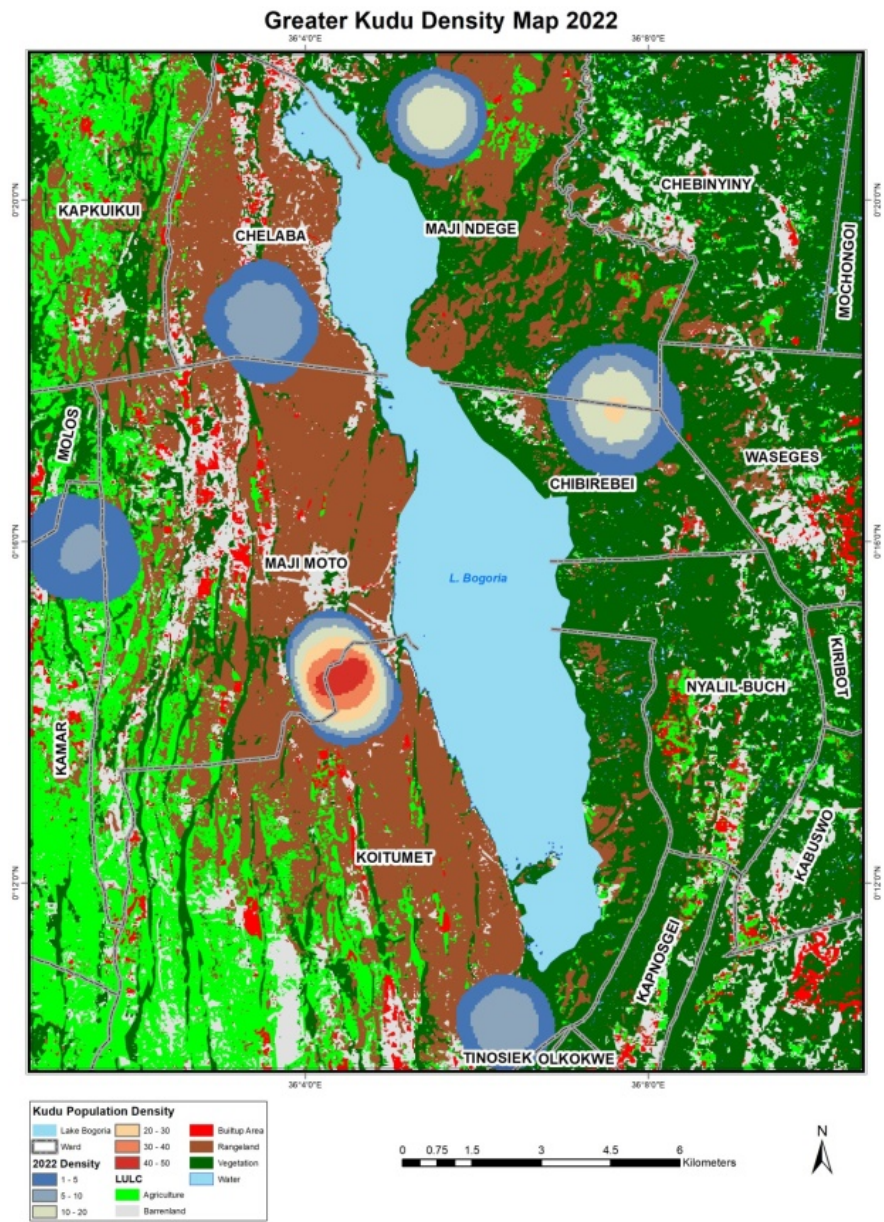 Greater Kudu Density Map 2022
36°4'0"E
36°8'0"E
0°20'0"N
0°20'0"N
KAPKUIKUI
CHELABA
MAJI NDEGE
CHEBINYINY
MOCHONGOI
MOLOS
CHIBIREBEI
WASEGES
0°16'0"N
0°16'0"N
MAJI MOTO
L. Bogoria
KAMAR
NYALIL-BUCH
KIRIBOT
KOITUMET
KABUSWO
0°12'0"N
0°12'0"N
KAPNOSGEI
TINOSIEK
OLKOKWE
36°4'0"E
36°8'0"E
Kudu Population Density
Lake Bogoria
Ward
2022 Density
1 - 5
5 - 10
10 - 20
20 - 30
30 - 40
40 - 50
LULC
Agriculture
Barrenland
Builtup Area
Rangeland
Vegetation
Water
0 0.75 1.5 3 4.5 6
Kilometers
N